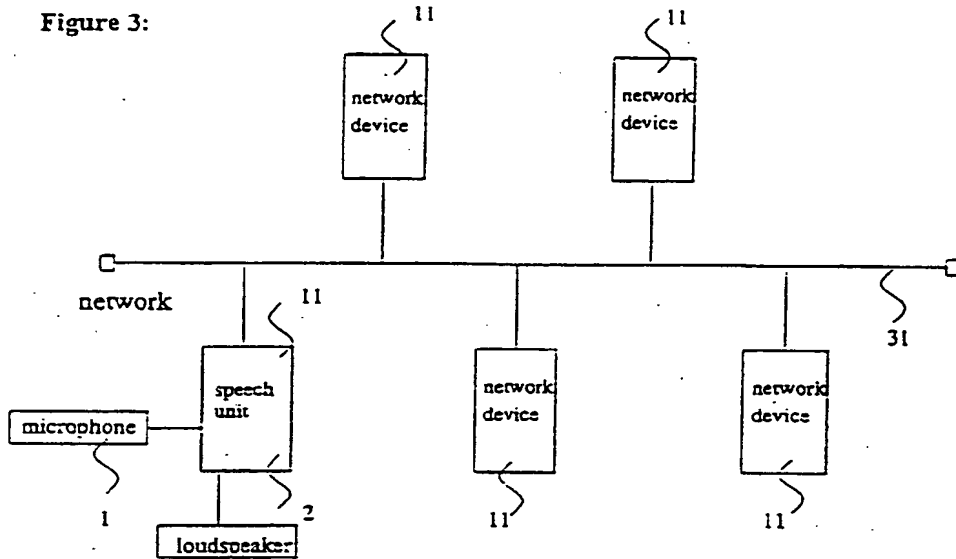 Figure 3:
11
11
network
device
network
device
network
11
31
speech
unit
network
device
network
device
microphone
1
2
11
11
loudspeaker